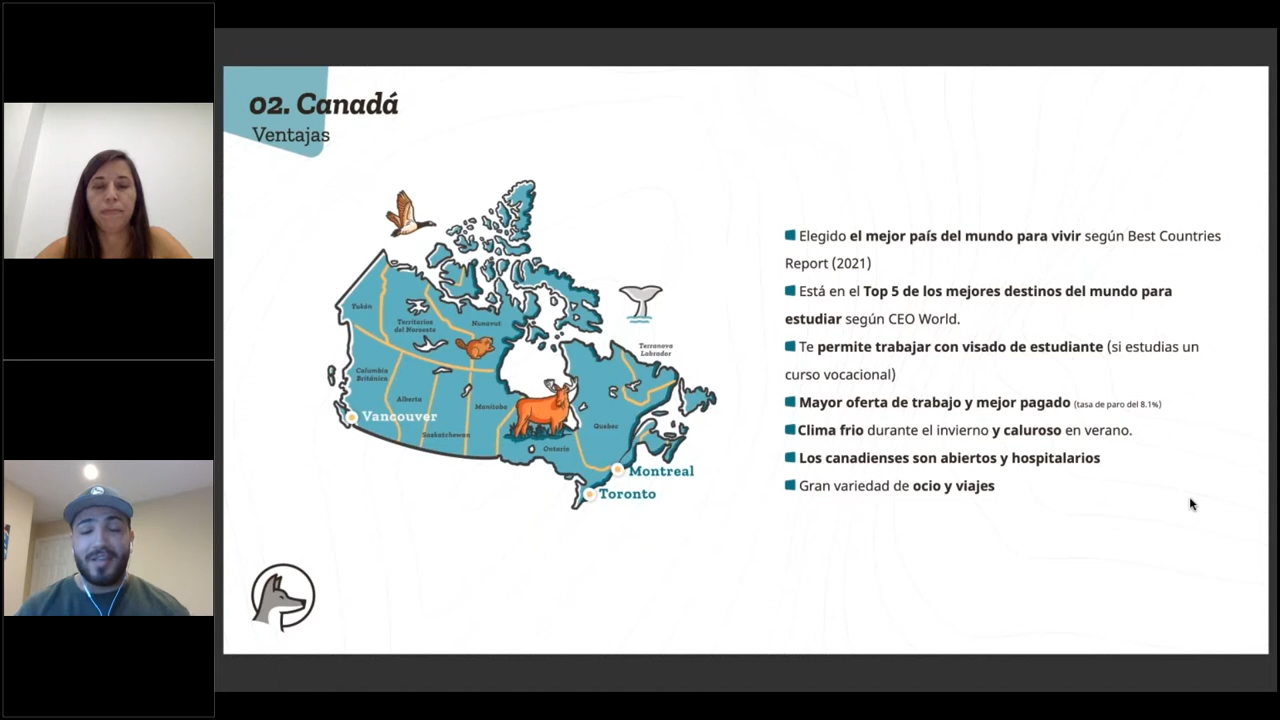 02. Canadá
Ventajas
Yukón
Territorios
del Noroeste
Nunavut
Terranova
Labrador
Columbia
Británica
Alberta
Manitoba
Saskatchewan
Ontario
Quebec
Vancouver
Montreal
Toronto
Elegido el mejor país del mundo para vivir según Best Countries
Report (2021)
Está en el Top 5 de los mejores destinos del mundo para
estudiar según CEO World.
Te permite trabajar con visado de estudiante (si estudias un
curso vocacional)
Mayor oferta de trabajo y mejor pagado (tasa de paro del 8.1%)
Clima frio durante el invierno y caluroso en verano.
Los canadienses son abiertos y hospitalarios
Gran variedad de ocio y viajes